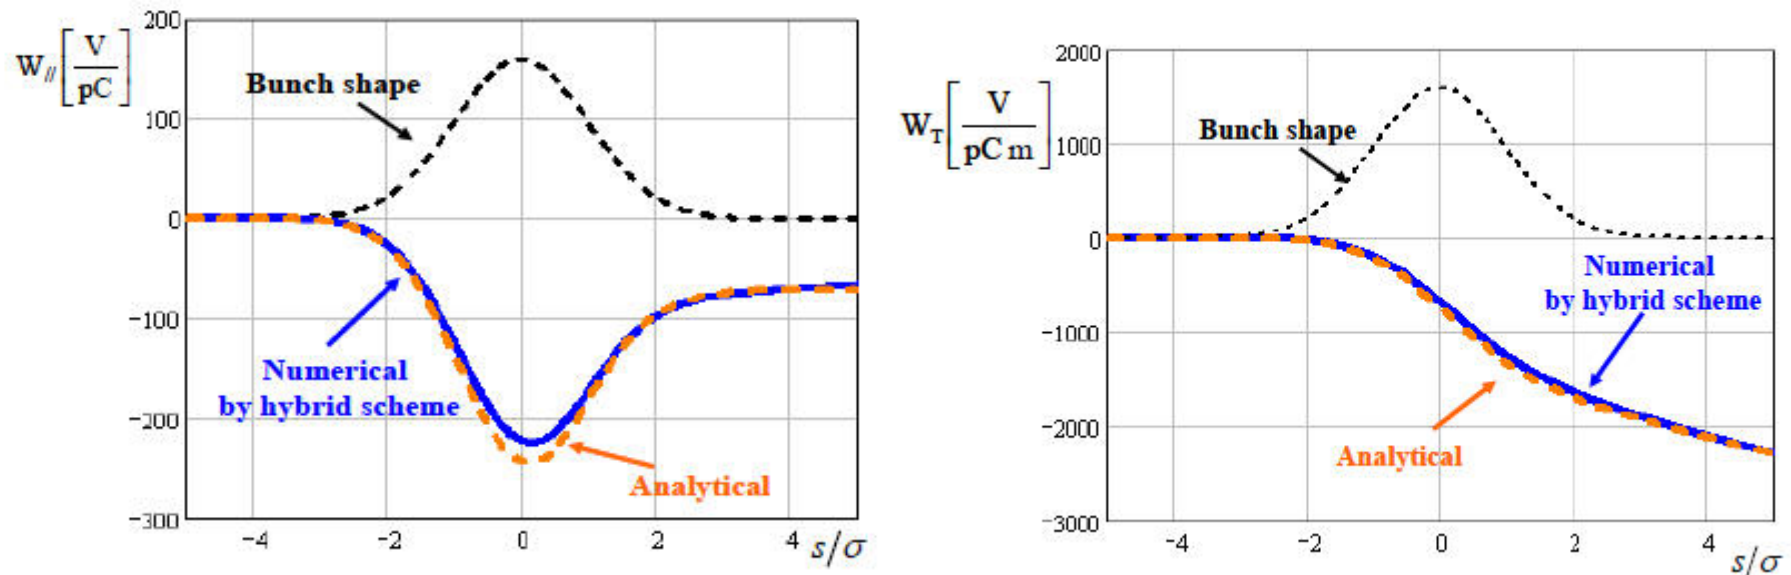 200
W// [V/pC]
Bunch shape
100
0
−100
Numerical
by hybrid scheme
−200
Analytical
−300
−4
−2
0
2
4
s/σ
2000
W_T [V/pC m]
Bunch shape
1000
0
Numerical
by hybrid scheme
−1000
−2000
Analytical
−3000
−4
−2
0
2
4
s/σ